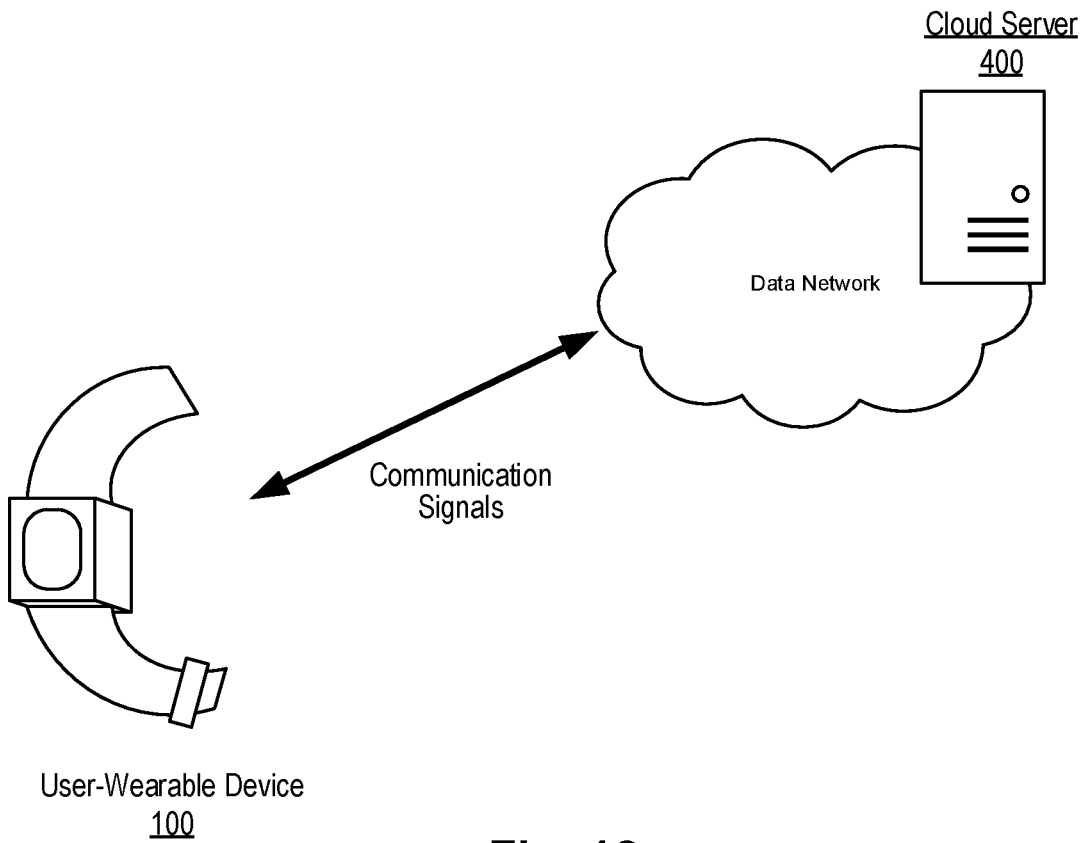 Cloud Server
400
Data Network
Communication
Signals
User-Wearable Device
100